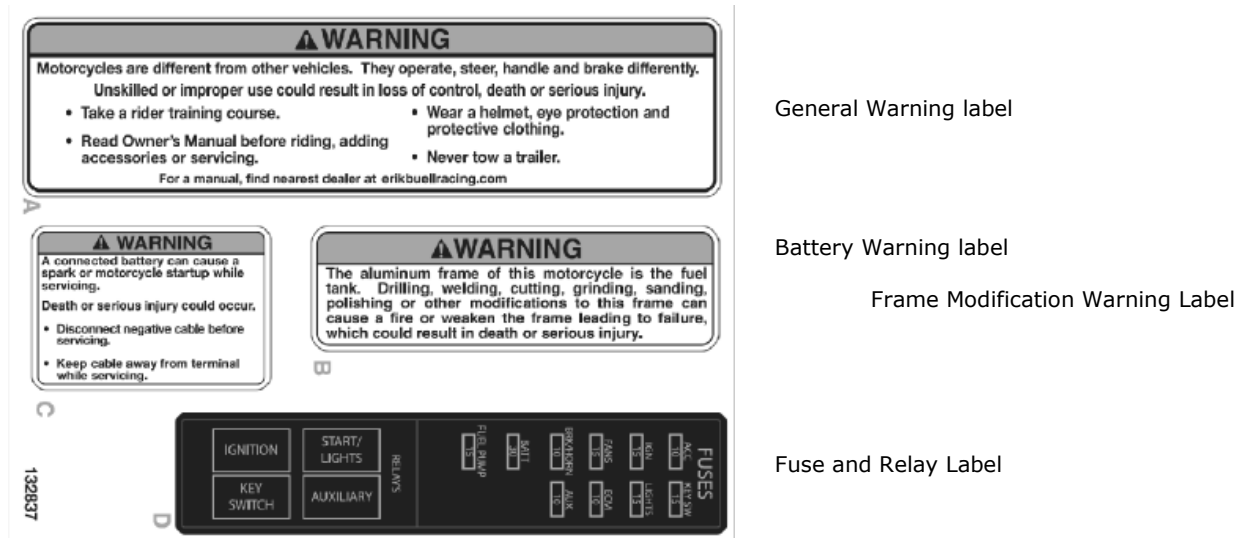 WARNING
Motorcycles are different from other vehicles. They operate, steer, handle and brake differently.
Unskilled or improper use could result in loss of control, death or serious injury.
• Take a rider training course.
• Read Owner's Manual before riding, adding
accessories or servicing.
• Wear a helmet, eye protection and
protective clothing.
• Never tow a trailer.
For a manual, find nearest dealer at erikbuellracing.com
A
General Warning label
WARNING
A connected battery can cause a
spark or motorcycle startup while
servicing.
Death or serious injury could occur.
• Disconnect negative cable before
servicing.
• Keep cable away from terminal
while servicing.
C
WARNING
The aluminum frame of this motorcycle is the fuel
tank. Drilling, welding, cutting, grinding, sanding,
polishing or other modifications to this frame can
cause a fire or weaken the frame leading to failure,
which could result in death or serious injury.
B
Battery Warning label
Frame Modification Warning Label
132837
D
IGNITION
START/
LIGHTS
KEY
SWITCH
AUXILIARY
RELAYS
FUEL PUMP
15
BATT
30
BRK/HORN
10
FANS
15
IGN
15
ACC
10
AUX
10
ECM
10
LIGHTS
15
KEY SW
15
FUSES
Fuse and Relay Label